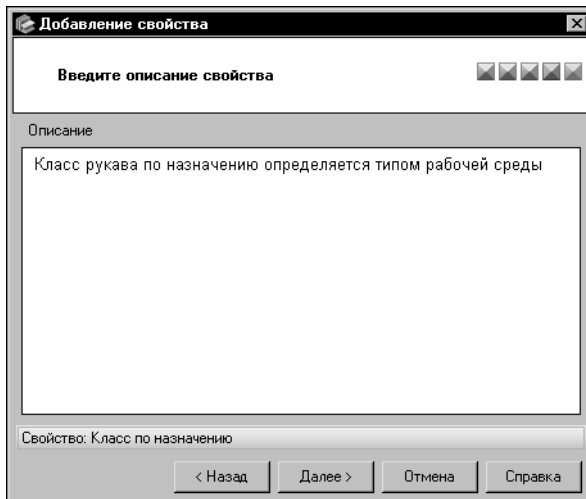 Добавление свойства
Введите описание свойства
Описание
Класс рукава по назначению определяется типом рабочей среды
Свойство: Класс по назначению
< Назад Далее > Отмена Справка